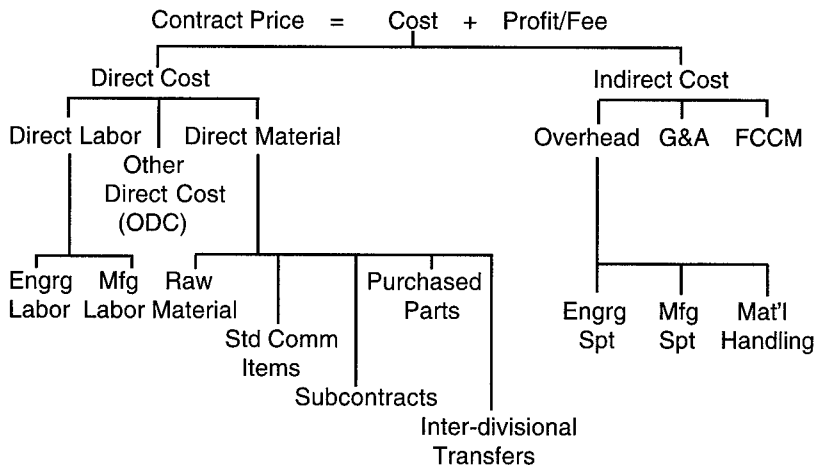 Contract Price = Cost + Profit/Fee
Direct Cost
Indirect Cost
Direct Labor
Other
Direct Cost
(ODC)
Direct Material
Overhead
G&A
FCCM
Engrg
Labor
Mfg
Labor
Raw
Material
Std Comm
Items
Subcontracts
Purchased
Parts
Inter-divisional
Transfers
Engrg
Spt
Mfg
Spt
Mat'l
Handling